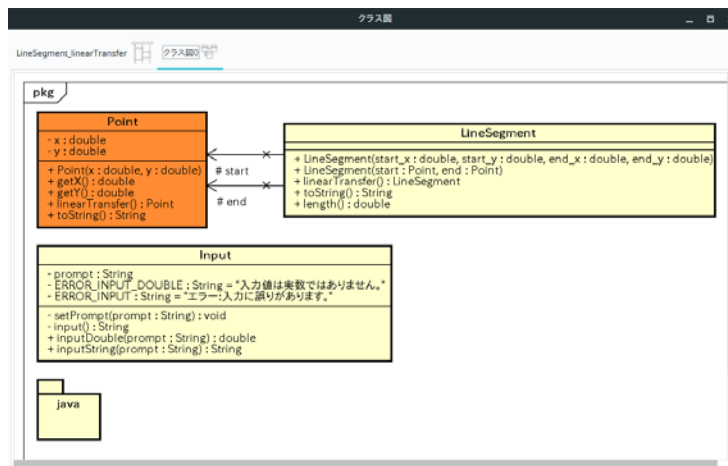 クラス図
LineSegment_linearTransfer クラス図0
pkg
Point
- x : double
- y : double
+ Point(x : double, y : double)
+ getX() : double
+ getY() : double
+ linearTransfer() : Point
+ toString() : String
# start
# end
LineSegment
+ LineSegment(start_x : double, start_y : double, end_x : double, end_y : double)
+ LineSegment(start : Point, end : Point)
+ linearTransfer() : LineSegment
+ toString() : String
+ length() : double
Input
- prompt : String
- ERROR_INPUT_DOUBLE : String = "入力値は実数ではありません。"
- ERROR_INPUT : String = "エラー:入力に誤りがあります。"
- setPrompt(prompt : String) : void
- input() : String
+ inputDouble(prompt : String) : double
+ inputString(prompt : String) : String
java